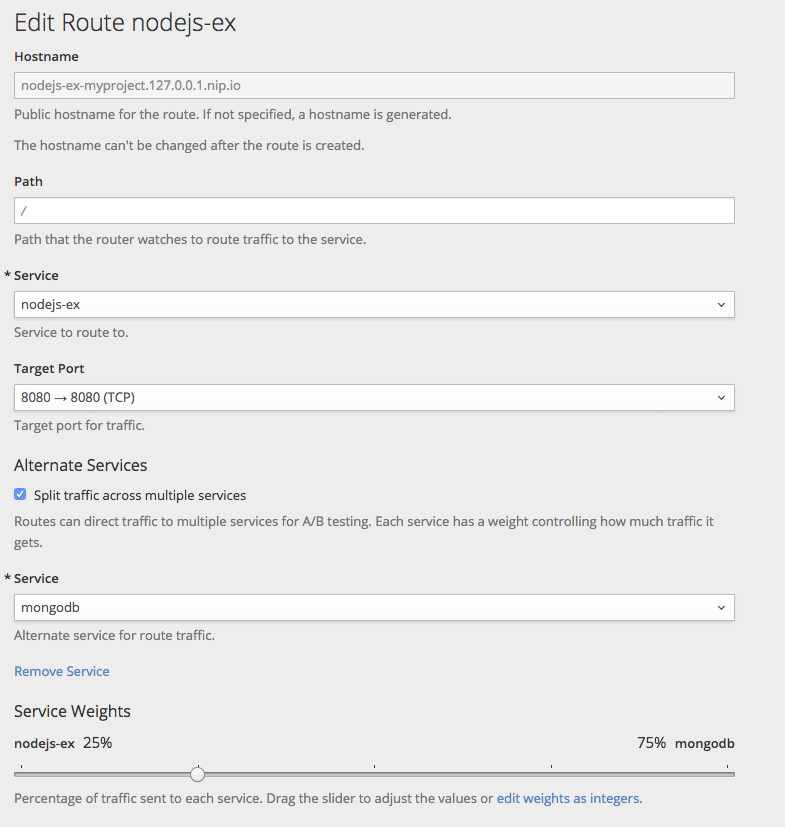 Edit Route nodejs-ex
Hostname
nodejs-ex-myproject.127.0.0.1.nip.io
Public hostname for the route. If not specified, a hostname is generated.
The hostname can't be changed after the route is created.
Path
/
Path that the router watches to route traffic to the service.
* Service
nodejs-ex
Service to route to.
Target Port
8080 → 8080 (TCP)
Target port for traffic.
Alternate Services
Split traffic across multiple services
Routes can direct traffic to multiple services for A/B testing. Each service has a weight controlling how much traffic it
gets.
* Service
mongodb
Alternate service for route traffic.
Remove Service
Service Weights
nodejs-ex 25% 75% mongodb
Percentage of traffic sent to each service. Drag the slider to adjust the values or edit weights as integers.